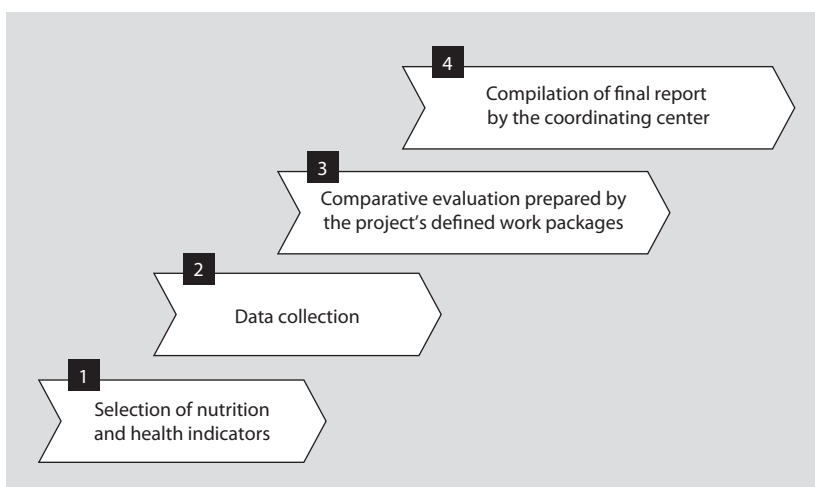 4
Compilation of final report
by the coordinating center
3
Comparative evaluation prepared by
the project's defined work packages
2
Data collection
1
Selection of nutrition
and health indicators